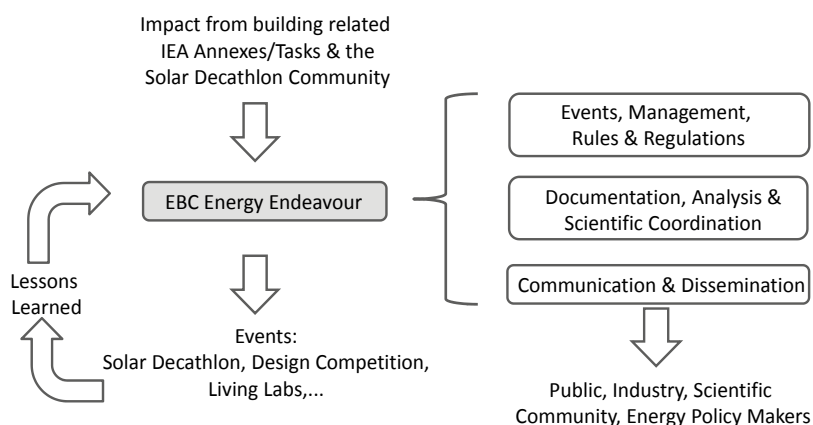 Impact from building related
IEA Annexes/Tasks & the
Solar Decathlon Community
EBC Energy Endeavour
Lessons
Learned
Events:
Solar Decathlon, Design Competition,
Living Labs,...
Events, Management,
Rules & Regulations
Documentation, Analysis &
Scientific Coordination
Communication & Dissemination
Public, Industry, Scientific
Community, Energy Policy Makers